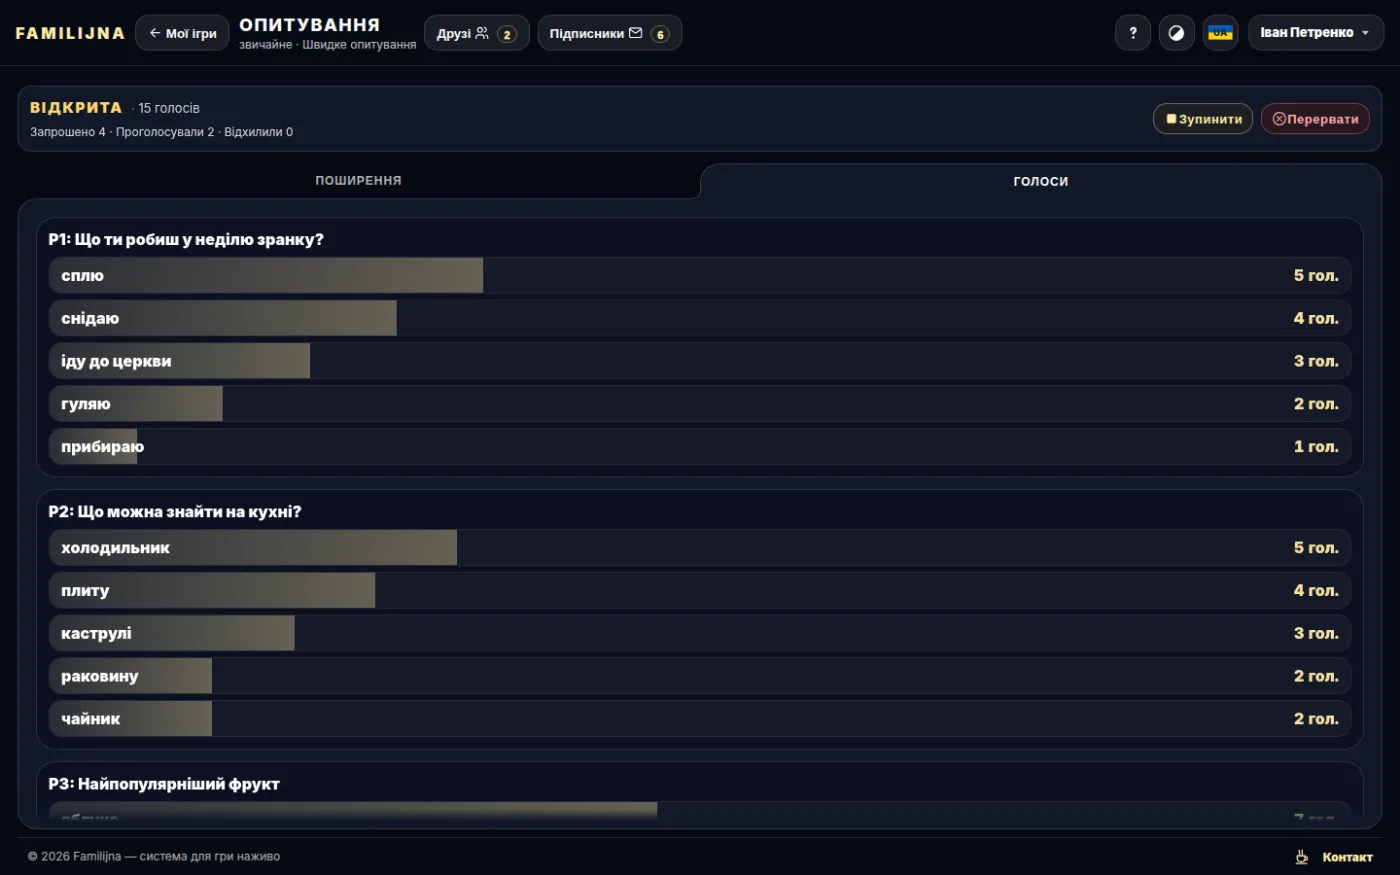 FAMILIJNA
← Мої ігри
ОПИТУВАННЯ
звичайне · Швидке опитування
Друзі 2
Підписники 6
?
UA
Іван Петренко
ВІДКРИТА · 15 голосів
Запрошено 4 · Проголосували 2 · Відхилили 0
Зупинити
Перервати
ПОШИРЕННЯ
ГОЛОСИ
P1: Що ти робиш у неділю зранку?
сплю 5 гол.
снідаю 4 гол.
іду до церкви 3 гол.
гуляю 2 гол.
прибираю 1 гол.
P2: Що можна знайти на кухні?
холодильник 5 гол.
плиту 4 гол.
каструлі 3 гол.
раковину 2 гол.
чайник 2 гол.
P3: Найпопулярніший фрукт
© 2026 Familijna — система для гри наживо
Контакт